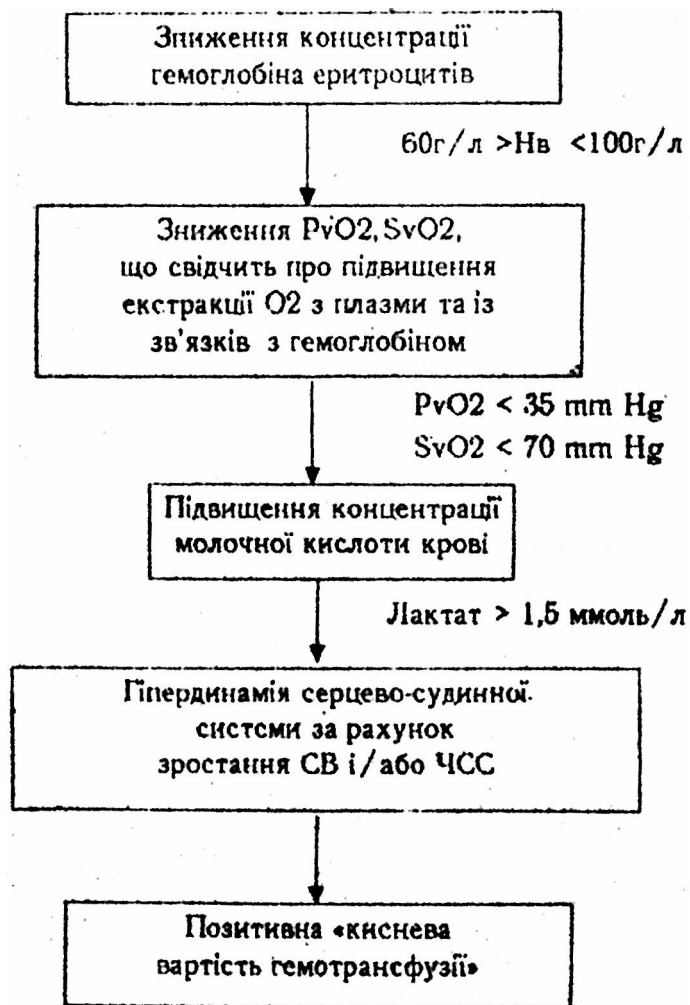 Зниження концентрації
гемоглобіна еритроцитів
60г/л >Нв <100г/л
Зниження PvO2, SvO2,
що свідчить про підвищення
екстракції О2 з плазми та із
зв'язків з гемоглобіном
PvO2 < 35 mm Hg
SvO2 < 70 mm Hg
Підвищення концентрації
молочної кислоти крові
Лактат > 1,5 ммоль/л
Гіпердинамія серцево-судинної
системи за рахунок
зростання СВ і/або ЧСС
Позитивна «киснева
вартість гемотрансфузії»